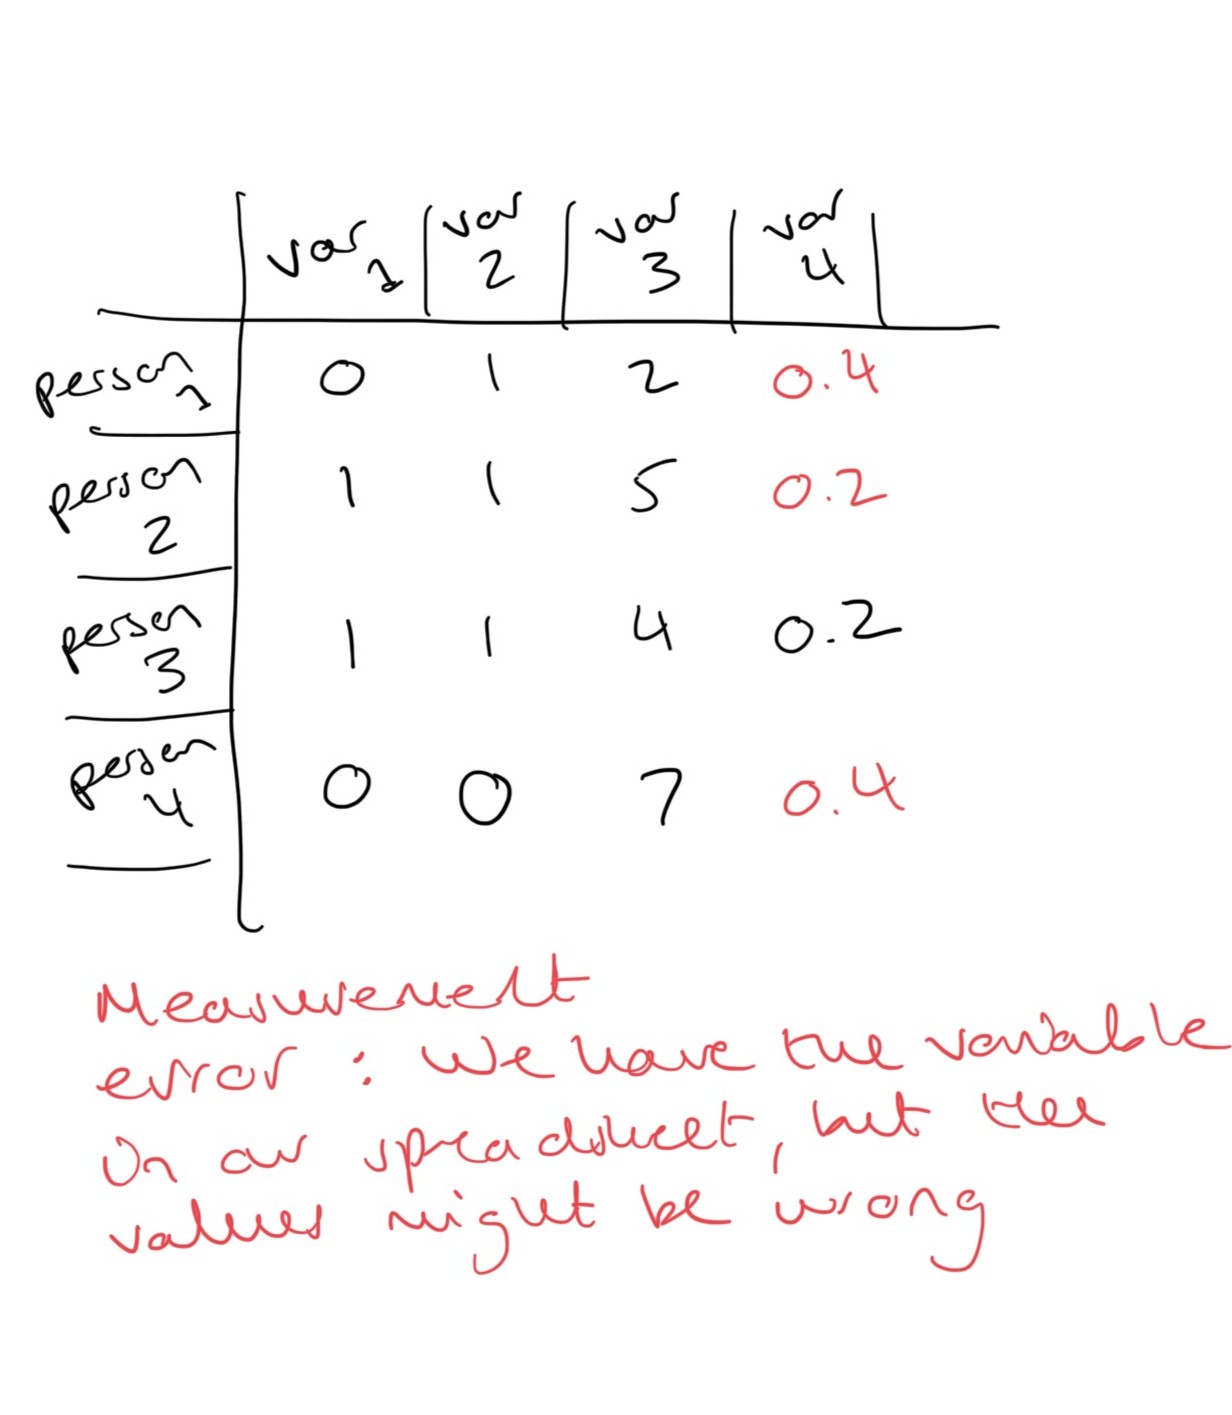 var 1 var 2 var 3 var 4
person 1 0 1 2 0.4
person 2 1 1 5 0.2
person 3 1 1 4 0.2
person 4 0 0 7 0.4
Measurement
error : We have the variable
in our spreadsheet, but the
values might be wrong